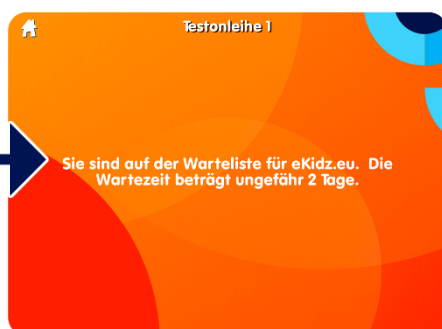 Testonleihe 1
Sie sind auf der Warteliste für eKidz.eu. Die
Wartezeit beträgt ungefähr 2 Tage.